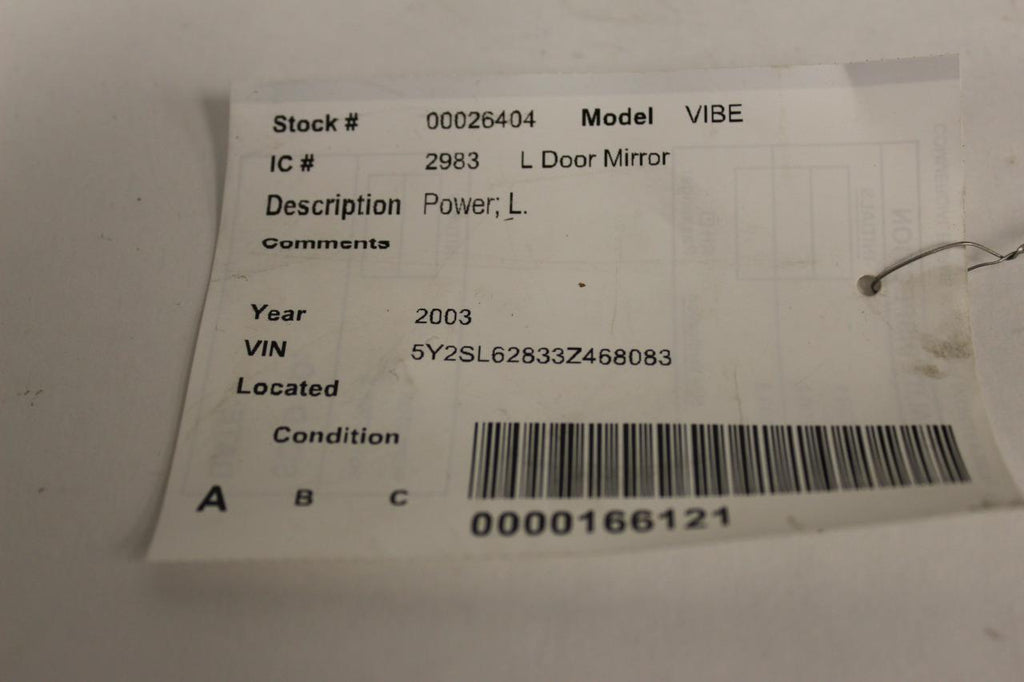 Stock # 00026404 Model VIBE
IC # 2983 L Door Mirror
Description Power; L.
Comments
Year 2003
VIN 5Y2SL62833Z468083
Located
Condition
A B C
0000166121